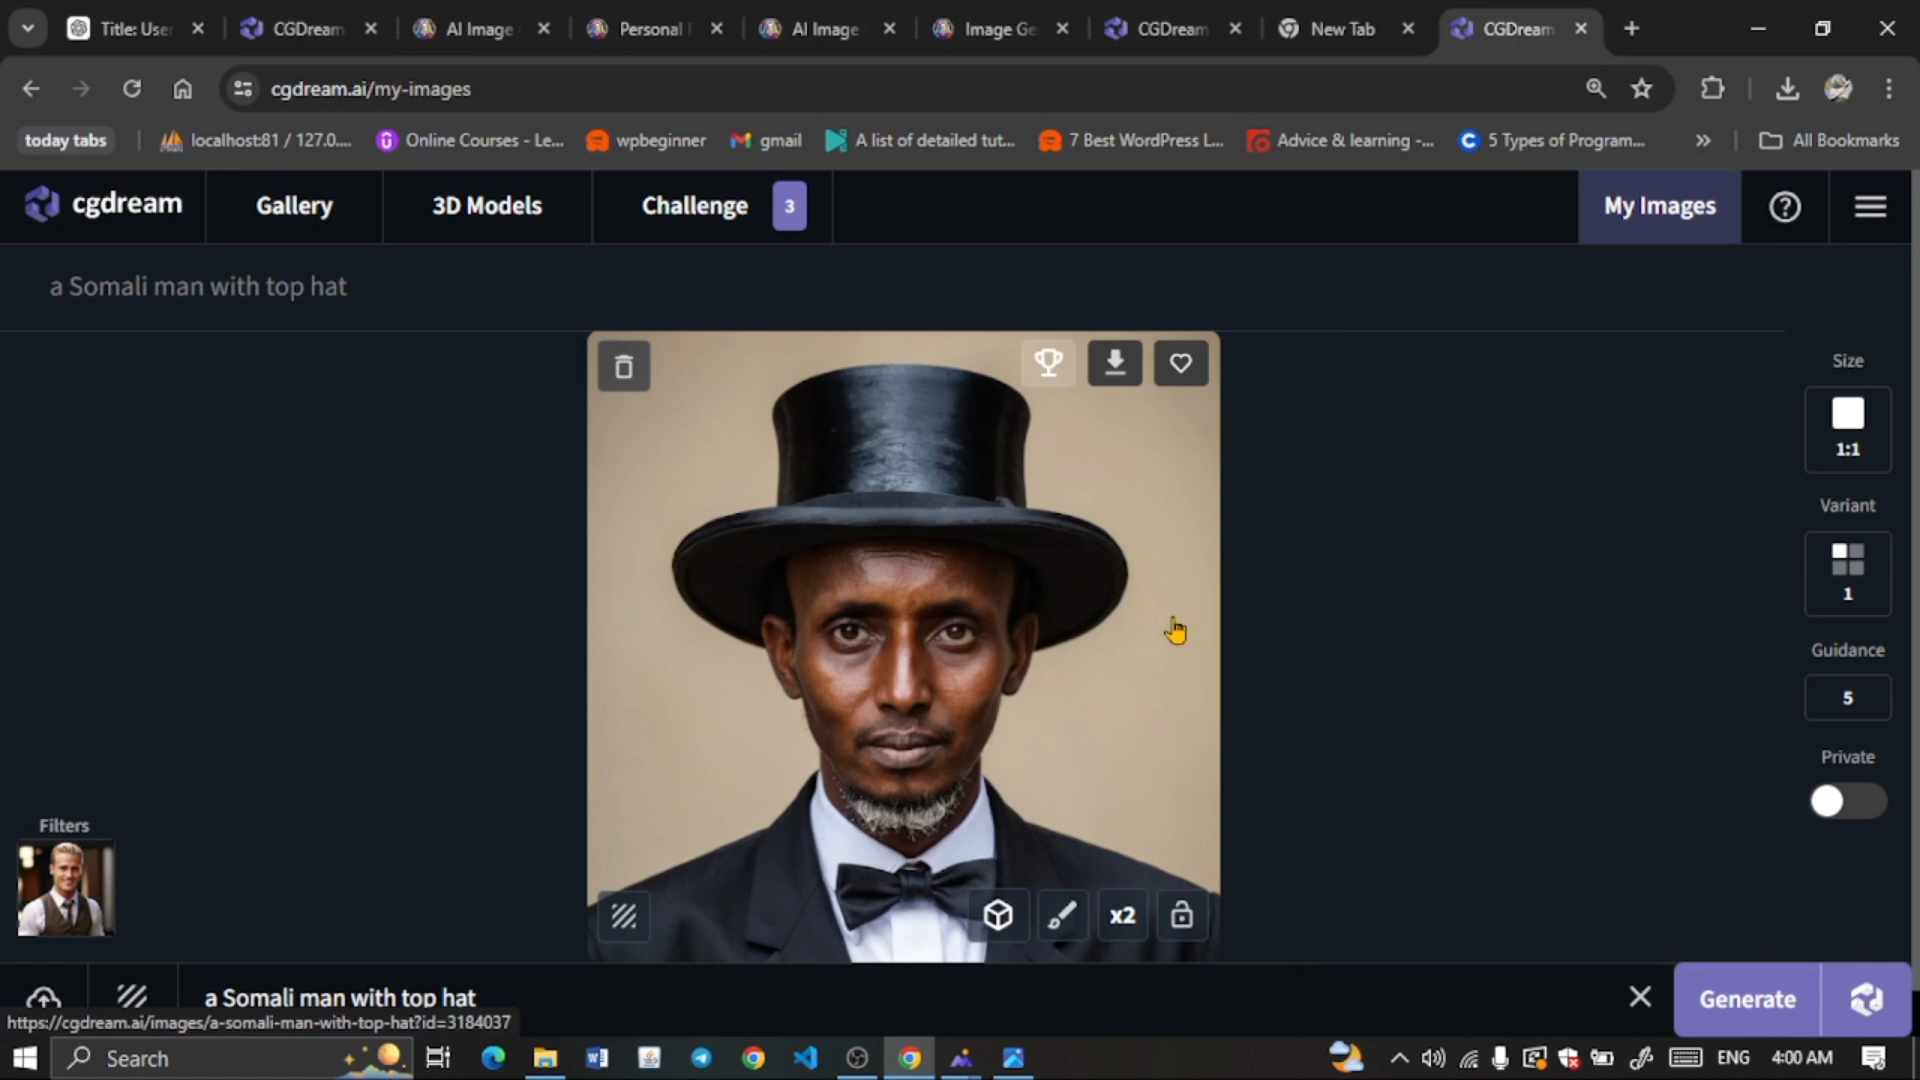 Title: User
CGDream
AI Image
Personal
AI Image
Image Ge
CGDream
New Tab
CGDream
cgdream.ai/my-images
today tabs
localhost:81 / 127.0....
Online Courses - Le...
wpbeginner
gmail
A list of detailed tut...
7 Best WordPress L...
Advice & learning -...
5 Types of Program...
All Bookmarks
cgdream
Gallery
3D Models
Challenge
3
My Images
a Somali man with top hat
Size
1:1
Variant
1
Guidance
5
Private
Filters
x2
a Somali man with top hat
Generate
https://cgdream.ai/images/a-somali-man-with-top-hat?id=3184037
Search
ENG
4:00 AM